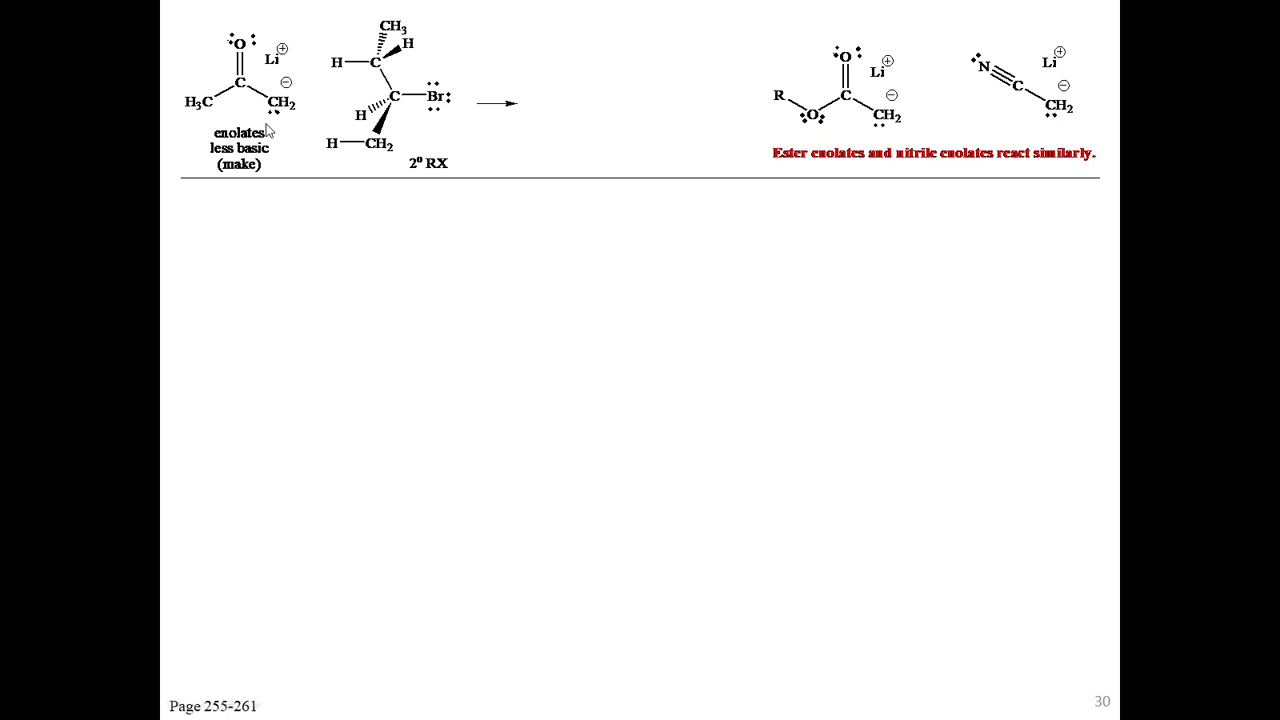 O
Li ⊕
C ⊖
H₃C CH₂
enolates
less basic
(make)
CH₃
H
H C
C Br
H
H CH₂
2º RX
O
Li ⊕
R C ⊖
O CH₂
N Li ⊕
C ⊖
CH₂
Ester enolates and nitrile enolates react similarly.
Page 255-261
30